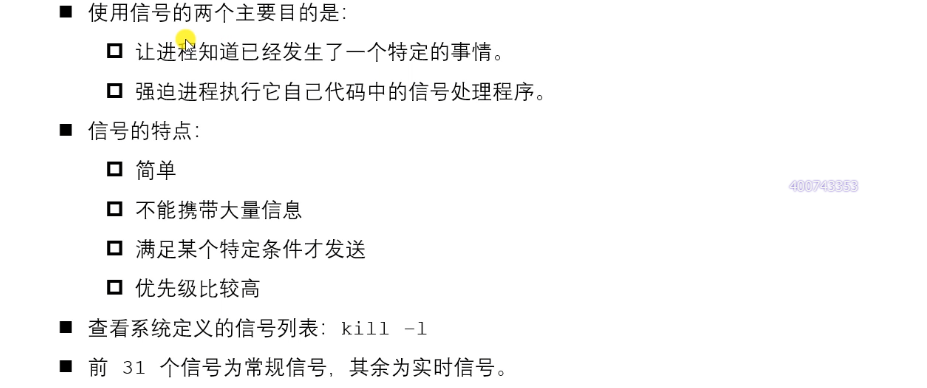 使用信号的两个主要目的是:
让进程知道已经发生了一个特定的事情。
强迫进程执行它自己代码中的信号处理程序。
信号的特点:
简单
不能携带大量信息
满足某个特定条件才发送
优先级比较高
400743353
查看系统定义的信号列表: kill –l
前 31 个信号为常规信号, 其余为实时信号。